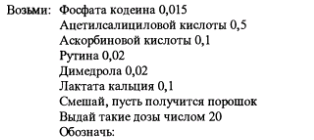 Возьми: Фосфата кодеина 0,015
Ацетилсалициловой кислоты 0,5
Аскорбиновой кислоты 0,1
Рутина 0,02
Димедрола 0,02
Лактата кальция 0,1
Смешай, пусть получится порошок
Выдай такие дозы числом 20
Обозначь: